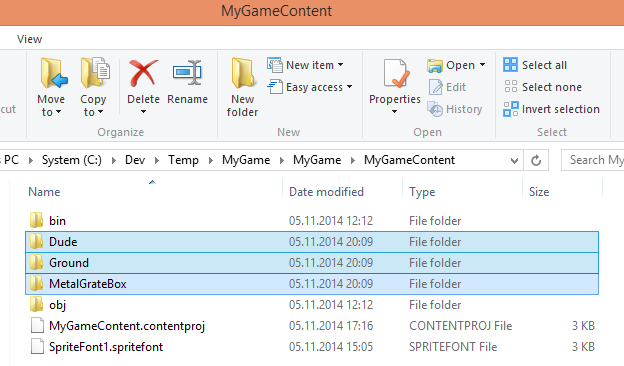 MyGameContent
View
cut
Move to
Copy to
Delete
Rename
Organize
New folder
New item
Easy access
New
Properties
Open
Edit
History
Open
Select all
Select none
Invert selection
Select
s PC System (C:) Dev Temp MyGame MyGame MyGameContent Search My
Name Date modified Type Size
bin 05.11.2014 12:12 File folder
Dude 05.11.2014 20:09 File folder
Ground 05.11.2014 20:09 File folder
MetalGrateBox 05.11.2014 20:09 File folder
obj 05.11.2014 12:12 File folder
MyGameContent.contentproj 05.11.2014 17:16 CONTENTPROJ File 3 KB
SpriteFont1.spritefont 05.11.2014 15:05 SPRITEFONT File 3 KB